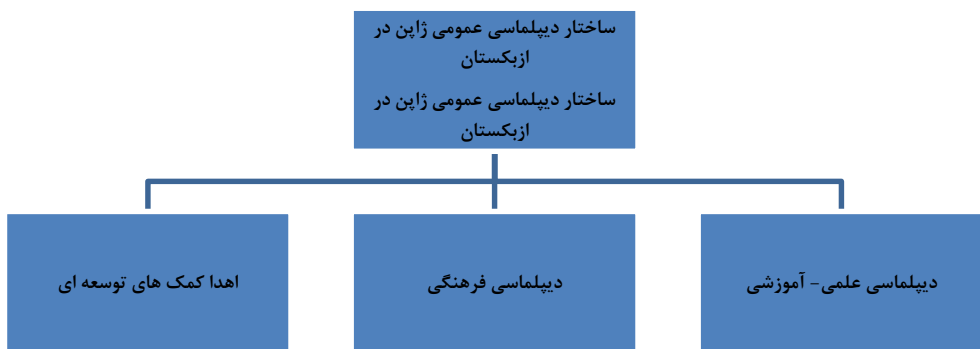 ساختار دیپلماسی عمومی ژاپن در
ازبکستان
ساختار دیپلماسی عمومی ژاپن در
ازبکستان
دیپلماسی علمی- آموزشی
دیپلماسی فرهنگی
اهدا کمک های توسعه ای